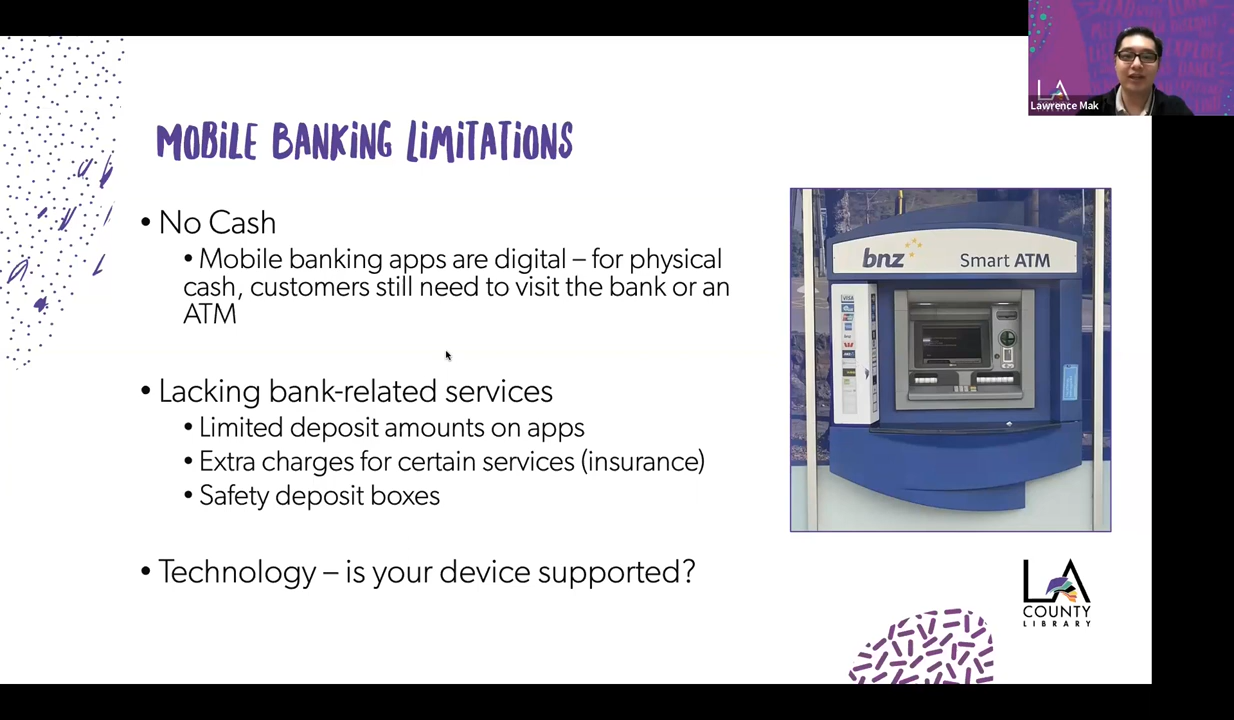 LA
Lawrence Mak
MOBILE BANKING LIMITATIONS
• No Cash
• Mobile banking apps are digital – for physical
cash, customers still need to visit the bank or an
ATM
• Lacking bank-related services
• Limited deposit amounts on apps
• Extra charges for certain services (insurance)
• Safety deposit boxes
• Technology – is your device supported?
bnz
Smart ATM
VISA
LA
COUNTY
LIBRARY